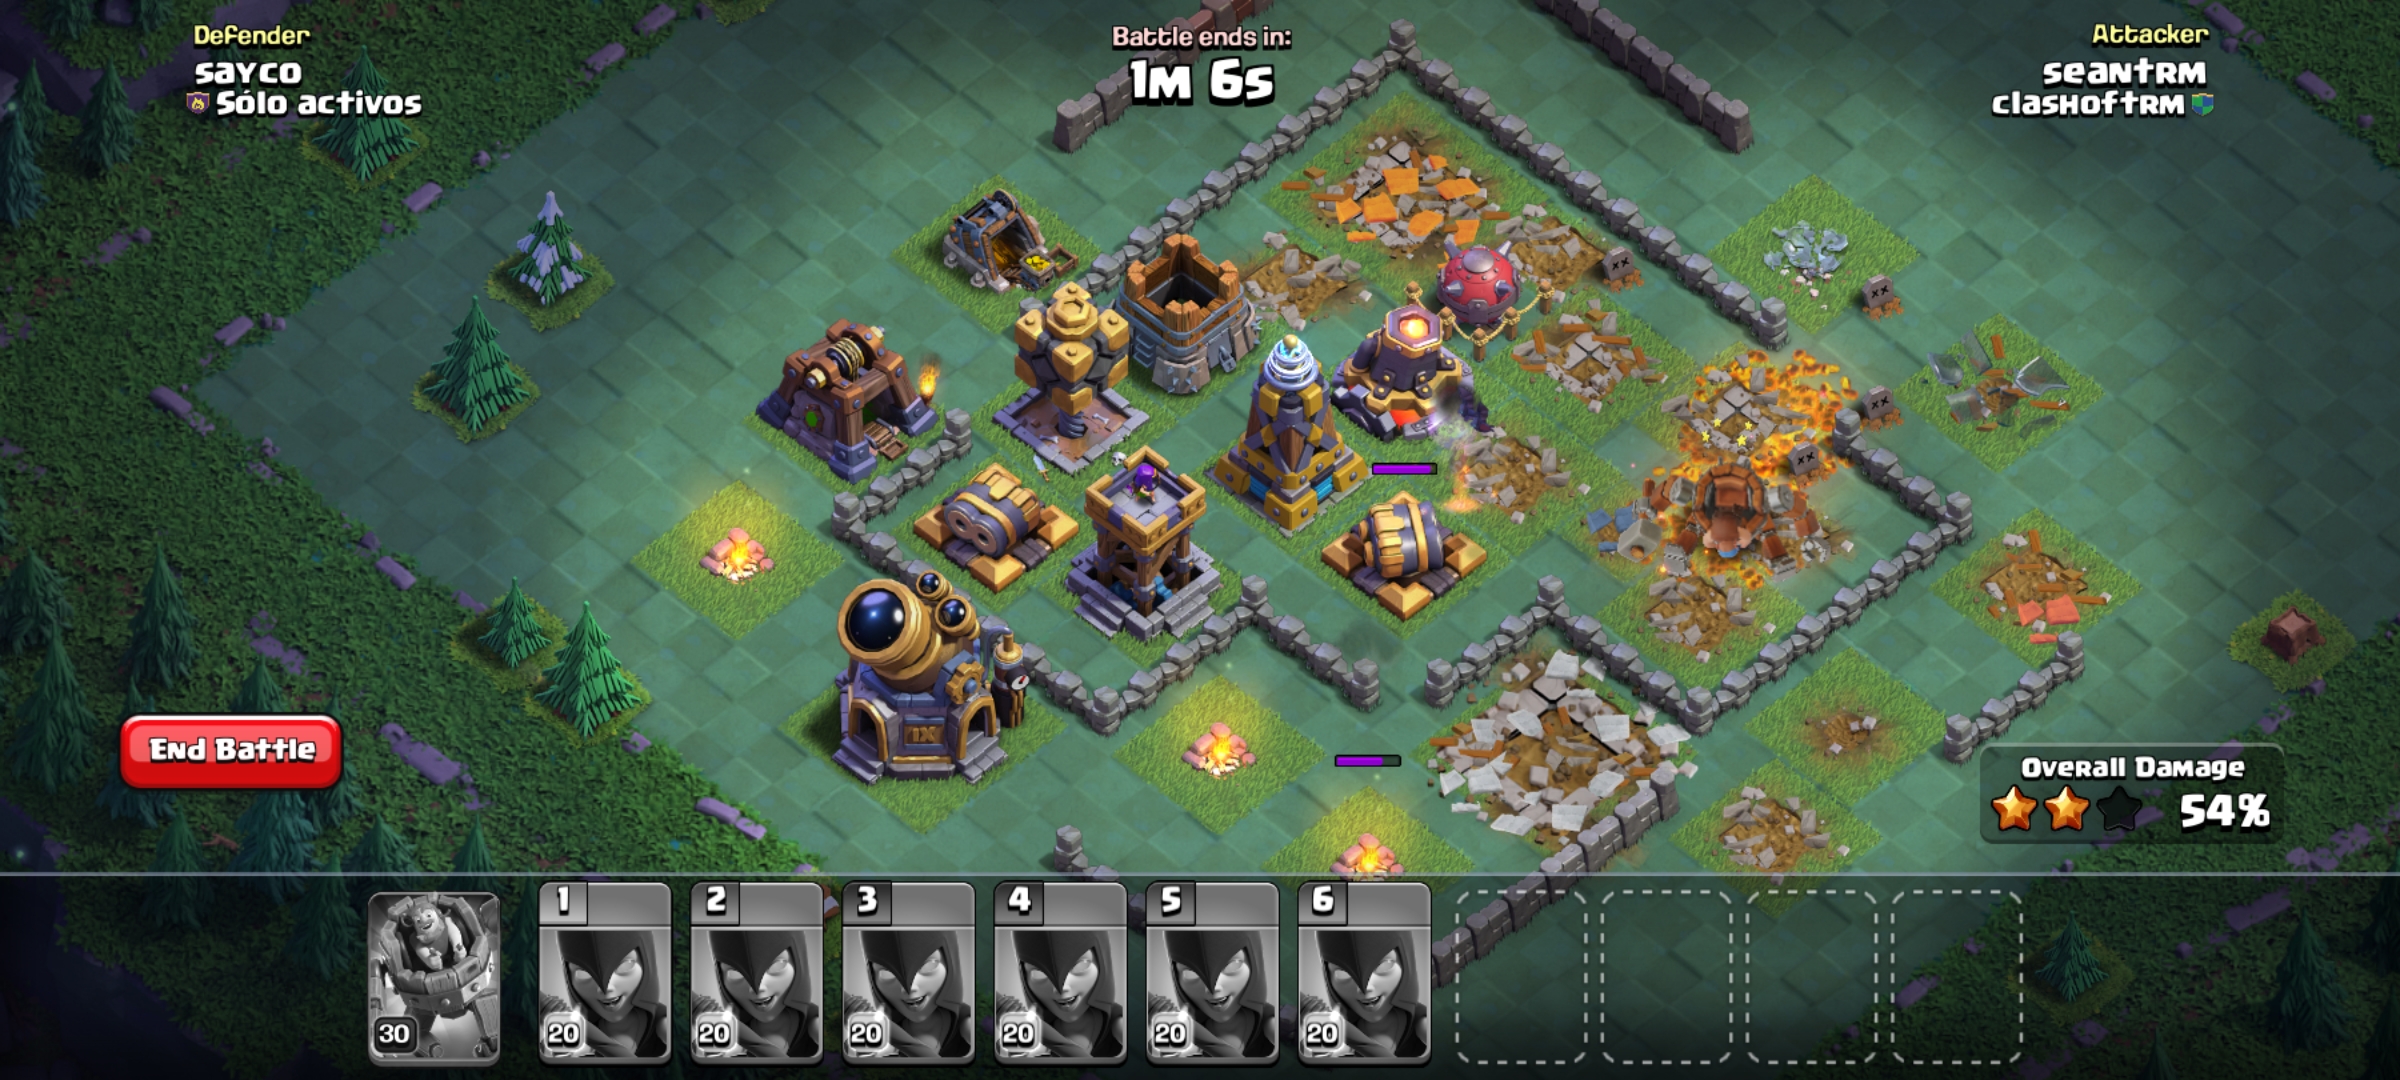 Defender
sayco
Sólo activos
Battle ends in:
1M 6s
Attacker
seantRM
clashoftRM
IX
End Battle
Overall Damage
54%
30
1
20
2
20
3
20
4
20
5
20
6
20